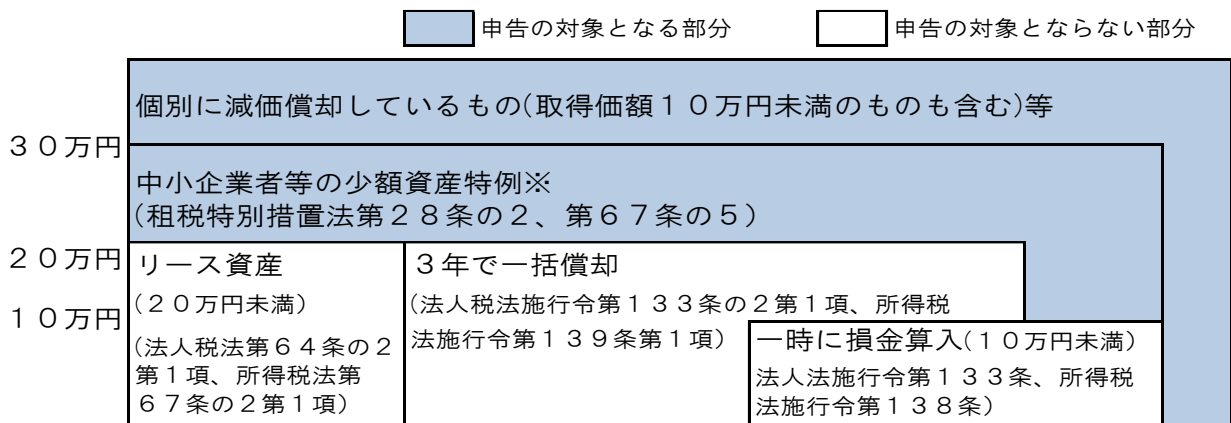 申告の対象となる部分
申告の対象とならない部分
個別に減価償却しているもの(取得価額１０万円未満のものも含む)等
３０万円
中小企業者等の少額資産特例※
(租税特別措置法第２８条の２、第６７条の５)
２０万円
リース資産
(２０万円未満)
(法人税法第６４条の２
第１項、所得税法第
６７条の２第１項)
３年で一括償却
(法人税法施行令第１３３条の２第１項、所得税
法施行令第１３９条第１項)
１０万円
一時に損金算入(１０万円未満)
法人法施行令第１３３条、所得税
法施行令第１３８条)